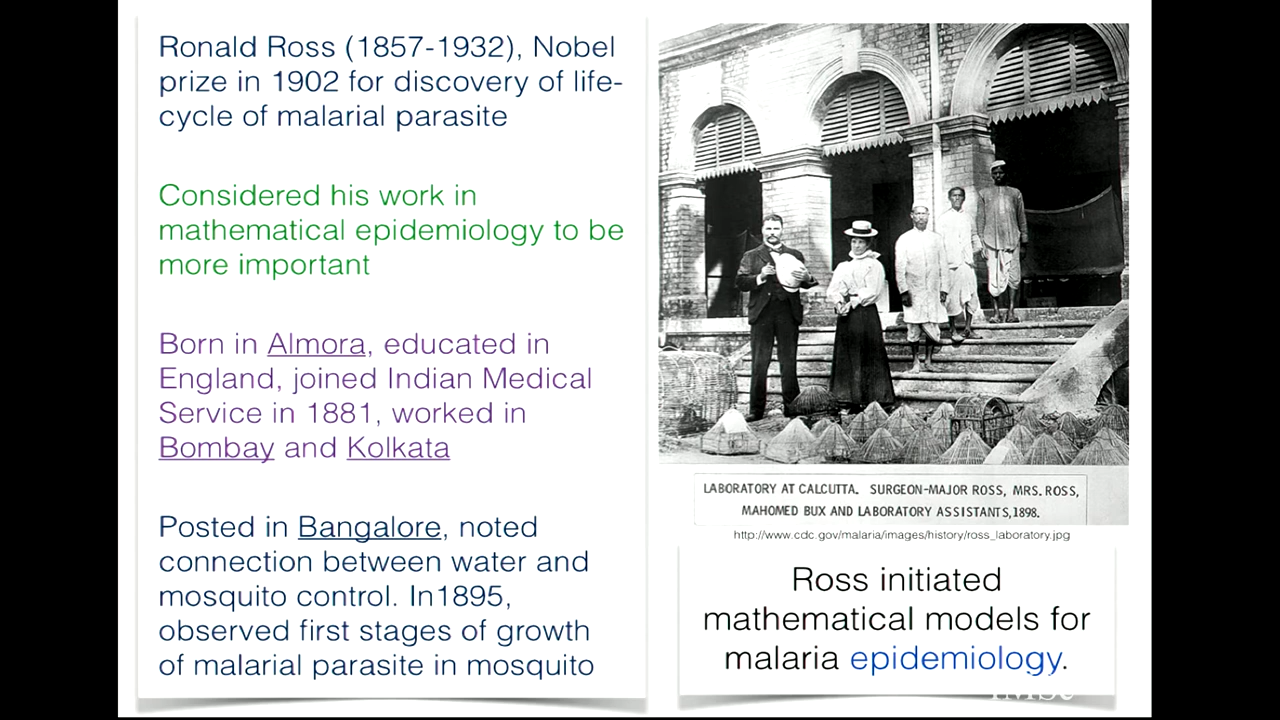 Ronald Ross (1857-1932), Nobel
prize in 1902 for discovery of life-
cycle of malarial parasite
Considered his work in
mathematical epidemiology to be
more important
Born in Almora, educated in
England, joined Indian Medical
Service in 1881, worked in
Bombay and Kolkata
Posted in Bangalore, noted
connection between water and
mosquito control. In1895,
observed first stages of growth
of malarial parasite in mosquito
LABORATORY AT CALCUTTA. SURGEON-MAJOR ROSS, MRS. ROSS,
MAHOMED BUX AND LABORATORY ASSISTANTS,1898.
http://www.cdc.gov/malaria/images/history/ross_laboratory.jpg
Ross initiated
mathematical models for
malaria epidemiology.